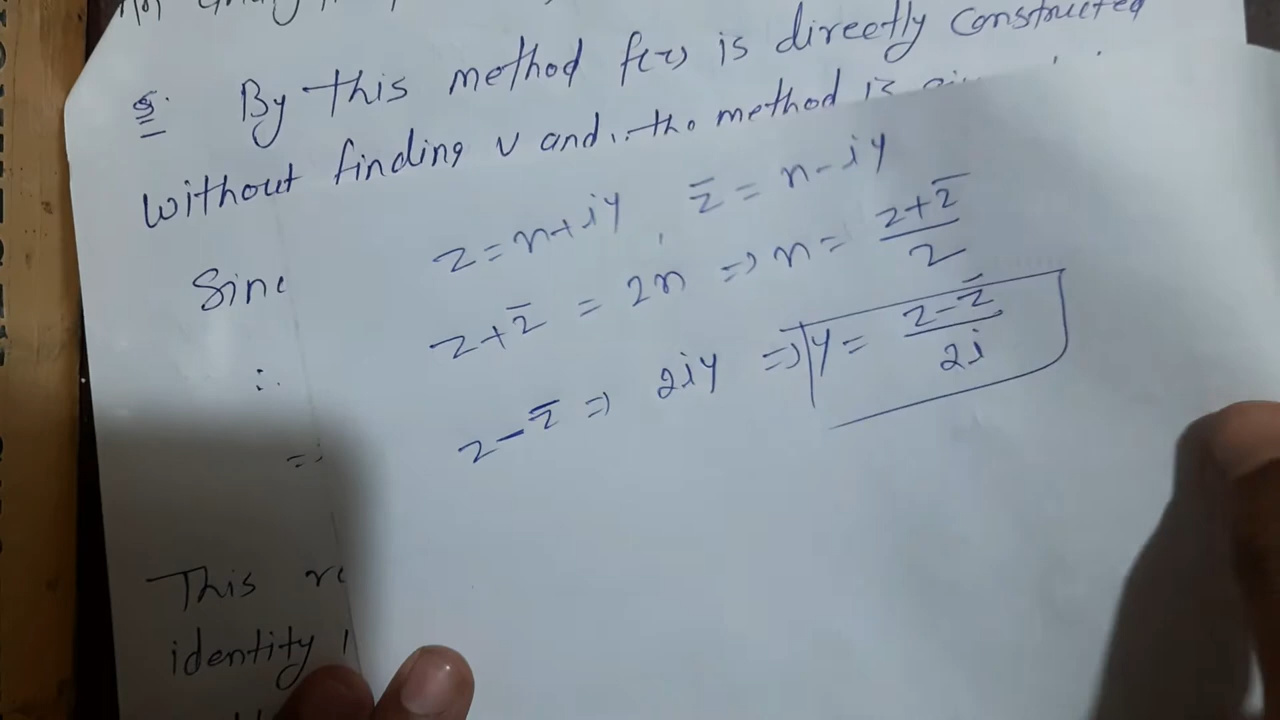 By this method f(z) is directly constructed
without finding v and the method is
Since z = x+iy, z̄ = x-iy
∴ z+z̄ = 2x => x = z+z̄/2
z-z̄ => 2iy => y = z-z̄/2i
This
identity